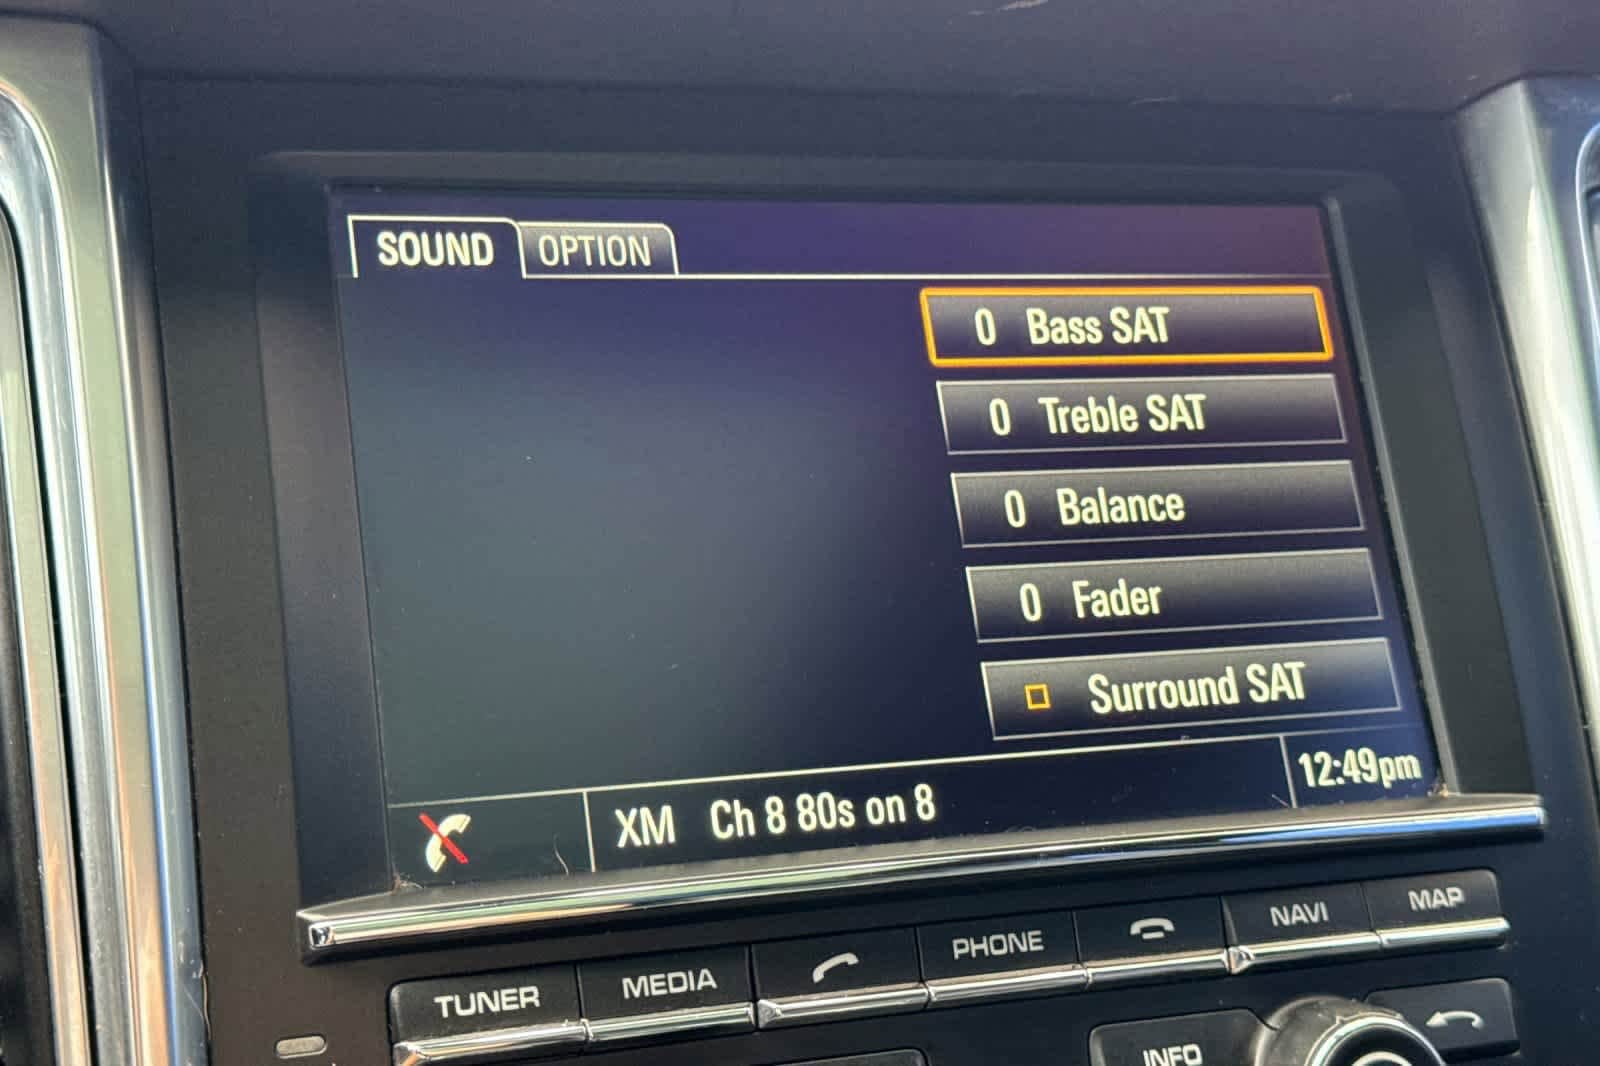 SOUND OPTION
0 Bass SAT
0 Treble SAT
0 Balance
0 Fader
Surround SAT
12:49pm
XM Ch 8 80s on 8
TUNER MEDIA PHONE NAVI MAP
INFO